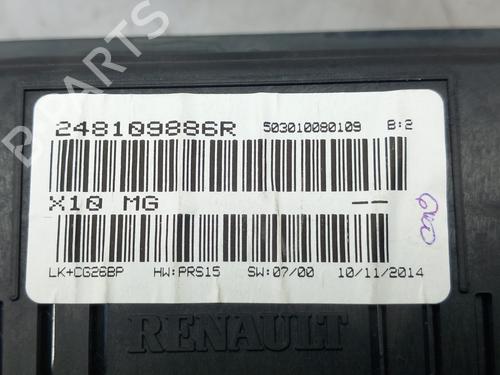 248109886R 503010080109 B:2
X10 MG --
LK+CG26BP HW:PRS15 SW:07/00 10/11/2014
RENAULT